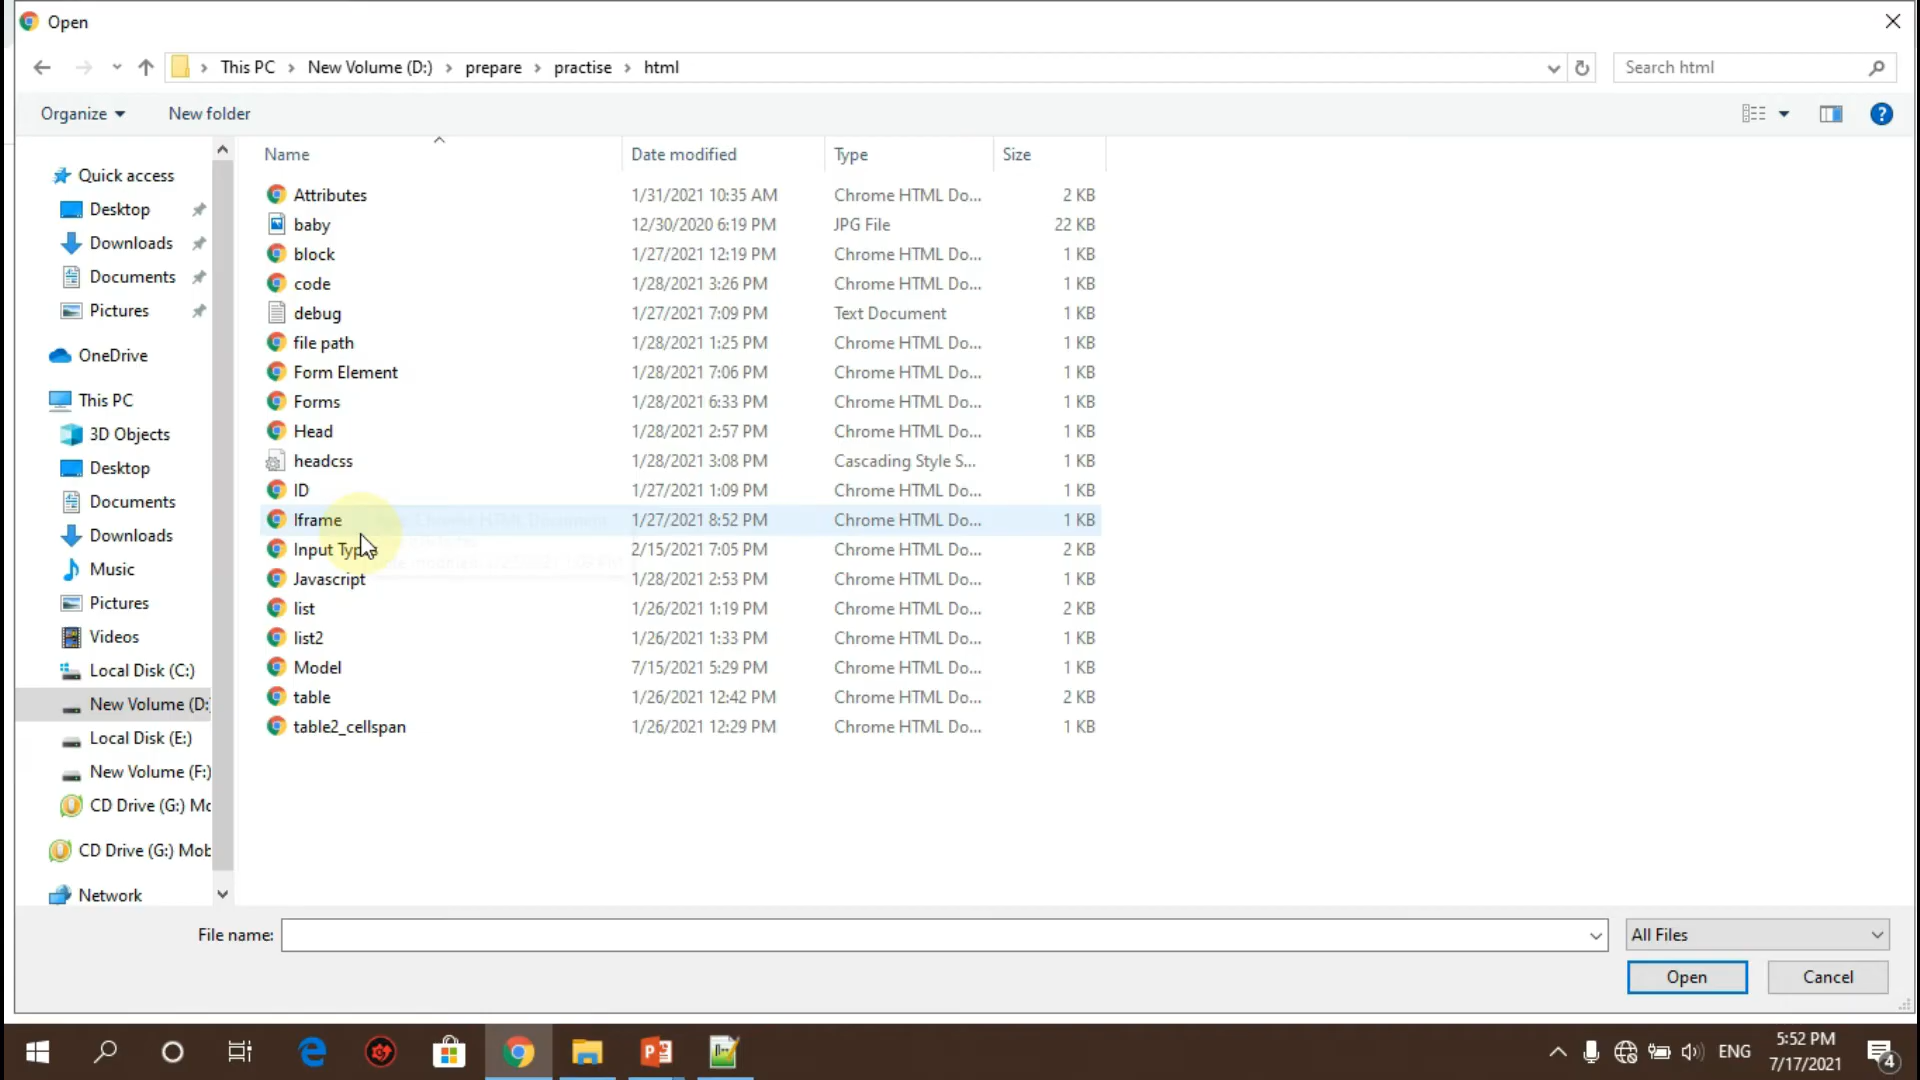 Open
This PC > New Volume (D:) > prepare > practise > html
Search html
Organize
New folder
Name Date modified Type Size
Quick access
Desktop
Downloads
Documents
Pictures
OneDrive
This PC
3D Objects
Desktop
Documents
Downloads
Music
Pictures
Videos
Local Disk (C:)
New Volume (D:
Local Disk (E:)
New Volume (F:)
CD Drive (G:) Mc
CD Drive (G:) Mob
Network
Attributes 1/31/2021 10:35 AM Chrome HTML Do... 2 KB
baby 12/30/2020 6:19 PM JPG File 22 KB
block 1/27/2021 12:19 PM Chrome HTML Do... 1 KB
code 1/28/2021 3:26 PM Chrome HTML Do... 1 KB
debug 1/27/2021 7:09 PM Text Document 1 KB
file path 1/28/2021 1:25 PM Chrome HTML Do... 1 KB
Form Element 1/28/2021 7:06 PM Chrome HTML Do... 1 KB
Forms 1/28/2021 6:33 PM Chrome HTML Do... 1 KB
Head 1/28/2021 2:57 PM Chrome HTML Do... 1 KB
headcss 1/28/2021 3:08 PM Cascading Style S... 1 KB
ID 1/27/2021 1:09 PM Chrome HTML Do... 1 KB
Iframe 1/27/2021 8:52 PM Chrome HTML Do... 1 KB
Input 2/15/2021 7:05 PM Chrome HTML Do... 2 KB
Javascript 1/28/2021 2:53 PM Chrome HTML Do... 1 KB
list 1/26/2021 1:19 PM Chrome HTML Do... 2 KB
list2 1/26/2021 1:33 PM Chrome HTML Do... 1 KB
Model 7/15/2021 5:29 PM Chrome HTML Do... 1 KB
table 1/26/2021 12:42 PM Chrome HTML Do... 2 KB
table2_cellspan 1/26/2021 12:29 PM Chrome HTML Do... 1 KB
File name:
All Files
Open
Cancel
ENG
5:52 PM
7/17/2021
4